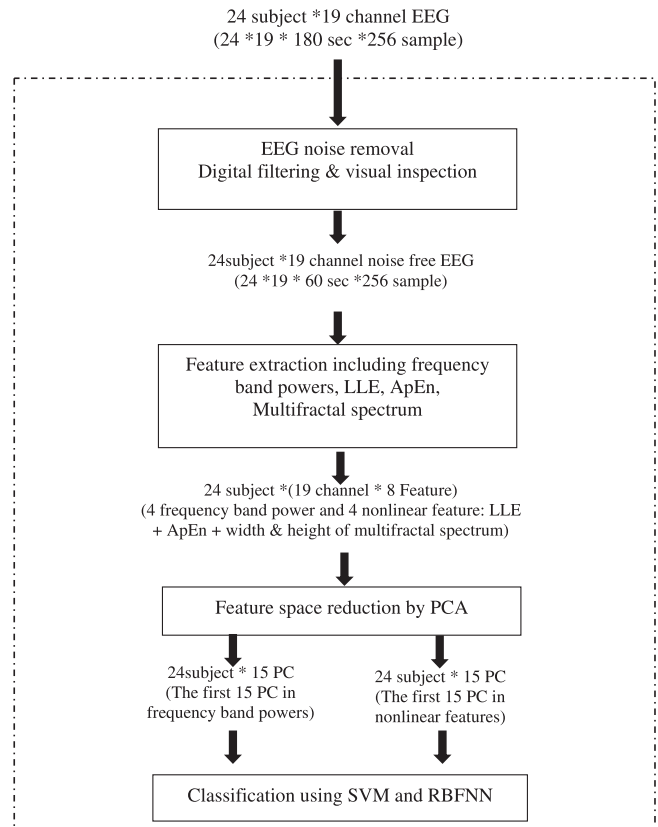 24 subject *19 channel EEG
(24 *19 * 180 sec *256 sample)
EEG noise removal
Digital filtering & visual inspection
24subject *19 channel noise free EEG
(24 *19 * 60 sec *256 sample)
Feature extraction including frequency
band powers, LLE, ApEn,
Multifractal spectrum
24 subject *(19 channel * 8 Feature)
(4 frequency band power and 4 nonlinear feature: LLE
+ ApEn + width & height of multifractal spectrum)
Feature space reduction by PCA
24subject * 15 PC
(The first 15 PC in
frequency band powers)
24 subject * 15 PC
(The first 15 PC in
nonlinear features)
Classification using SVM and RBFNN